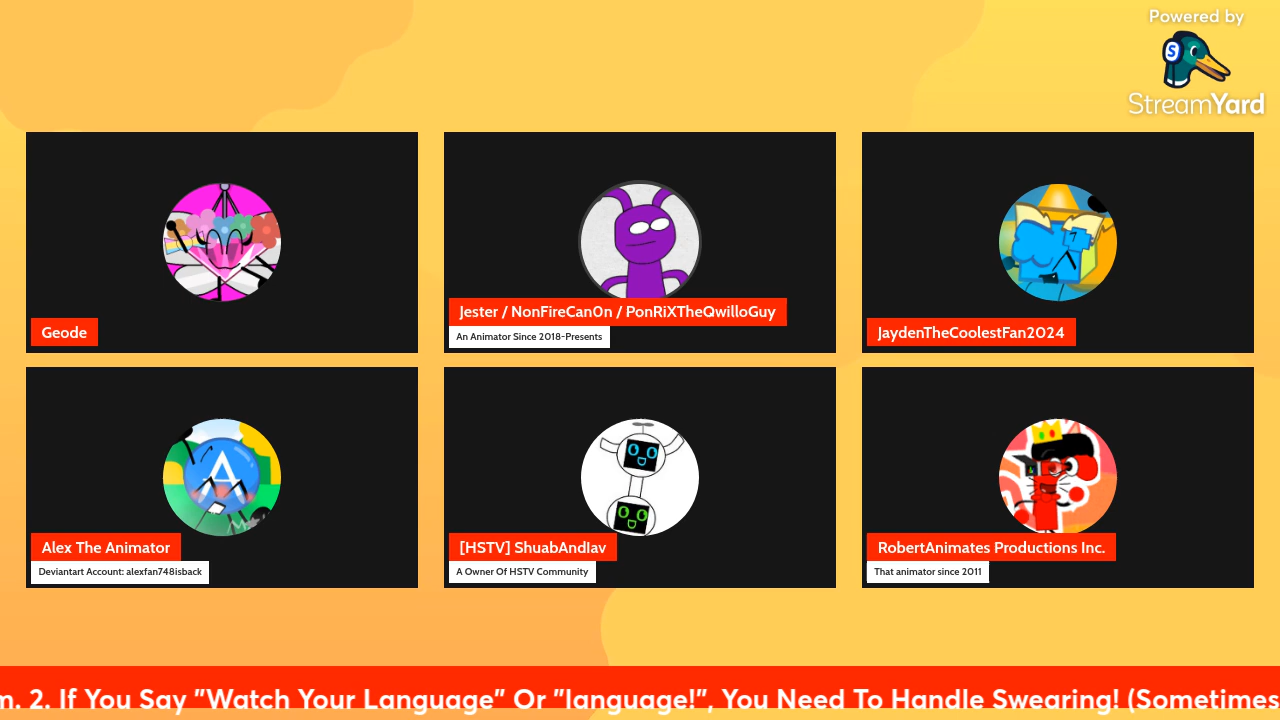 Powered by
S
StreamYard
Geode
Jester / NonFireCan0n / PonRiXTheQwilloGuy
An Animator Since 2018-Presents
JaydenTheCoolestFan2024
A
Alex The Animator
Deviantart Account: alexfan748isback
[HSTV] ShuabAndIav
A Owner Of HSTV Community
RobertAnimates Productions Inc.
That animator since 2011
m. 2. If You Say "Watch Your Language" Or "language!", You Need To Handle Swearing! (Sometimes